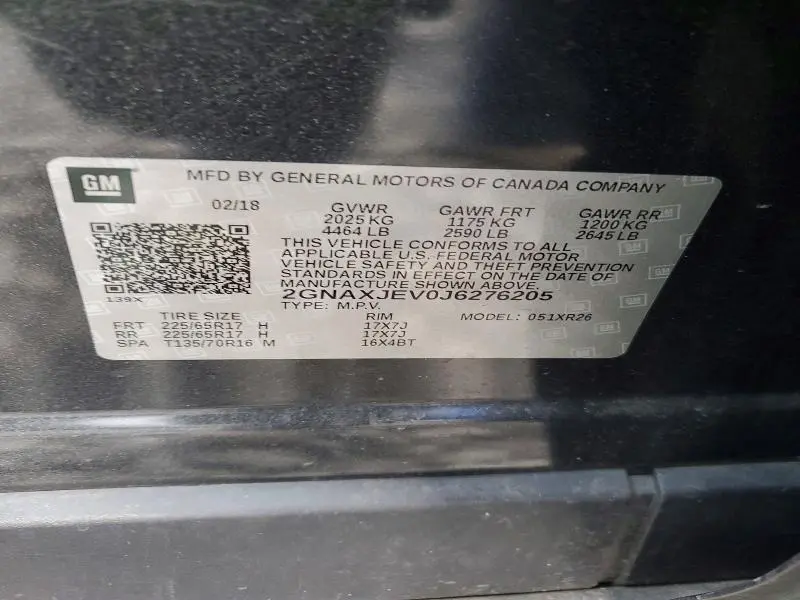 GM
MFD BY GENERAL MOTORS OF CANADA COMPANY
02/18 GVWR GAWR FRT GAWR RR
2025 KG 1175 KG 1200 KG
4464 LB 2590 LB 2645 LB
THIS VEHICLE CONFORMS TO ALL
APPLICABLE U.S. FEDERAL MOTOR
VEHICLE SAFETY AND THEFT PREVENTION
STANDARDS IN EFFECT ON THE DATE OF
MANUFACTURE SHOWN ABOVE.
139X 2GNAXJEV0J6276205
TYPE: M.P.V. MODEL: 051XR26
TIRE SIZE RIM
FRT 225/65R17 H 17X7J
RR 225/65R17 H 17X7J
SPA T135/70R16 M 16X4BT